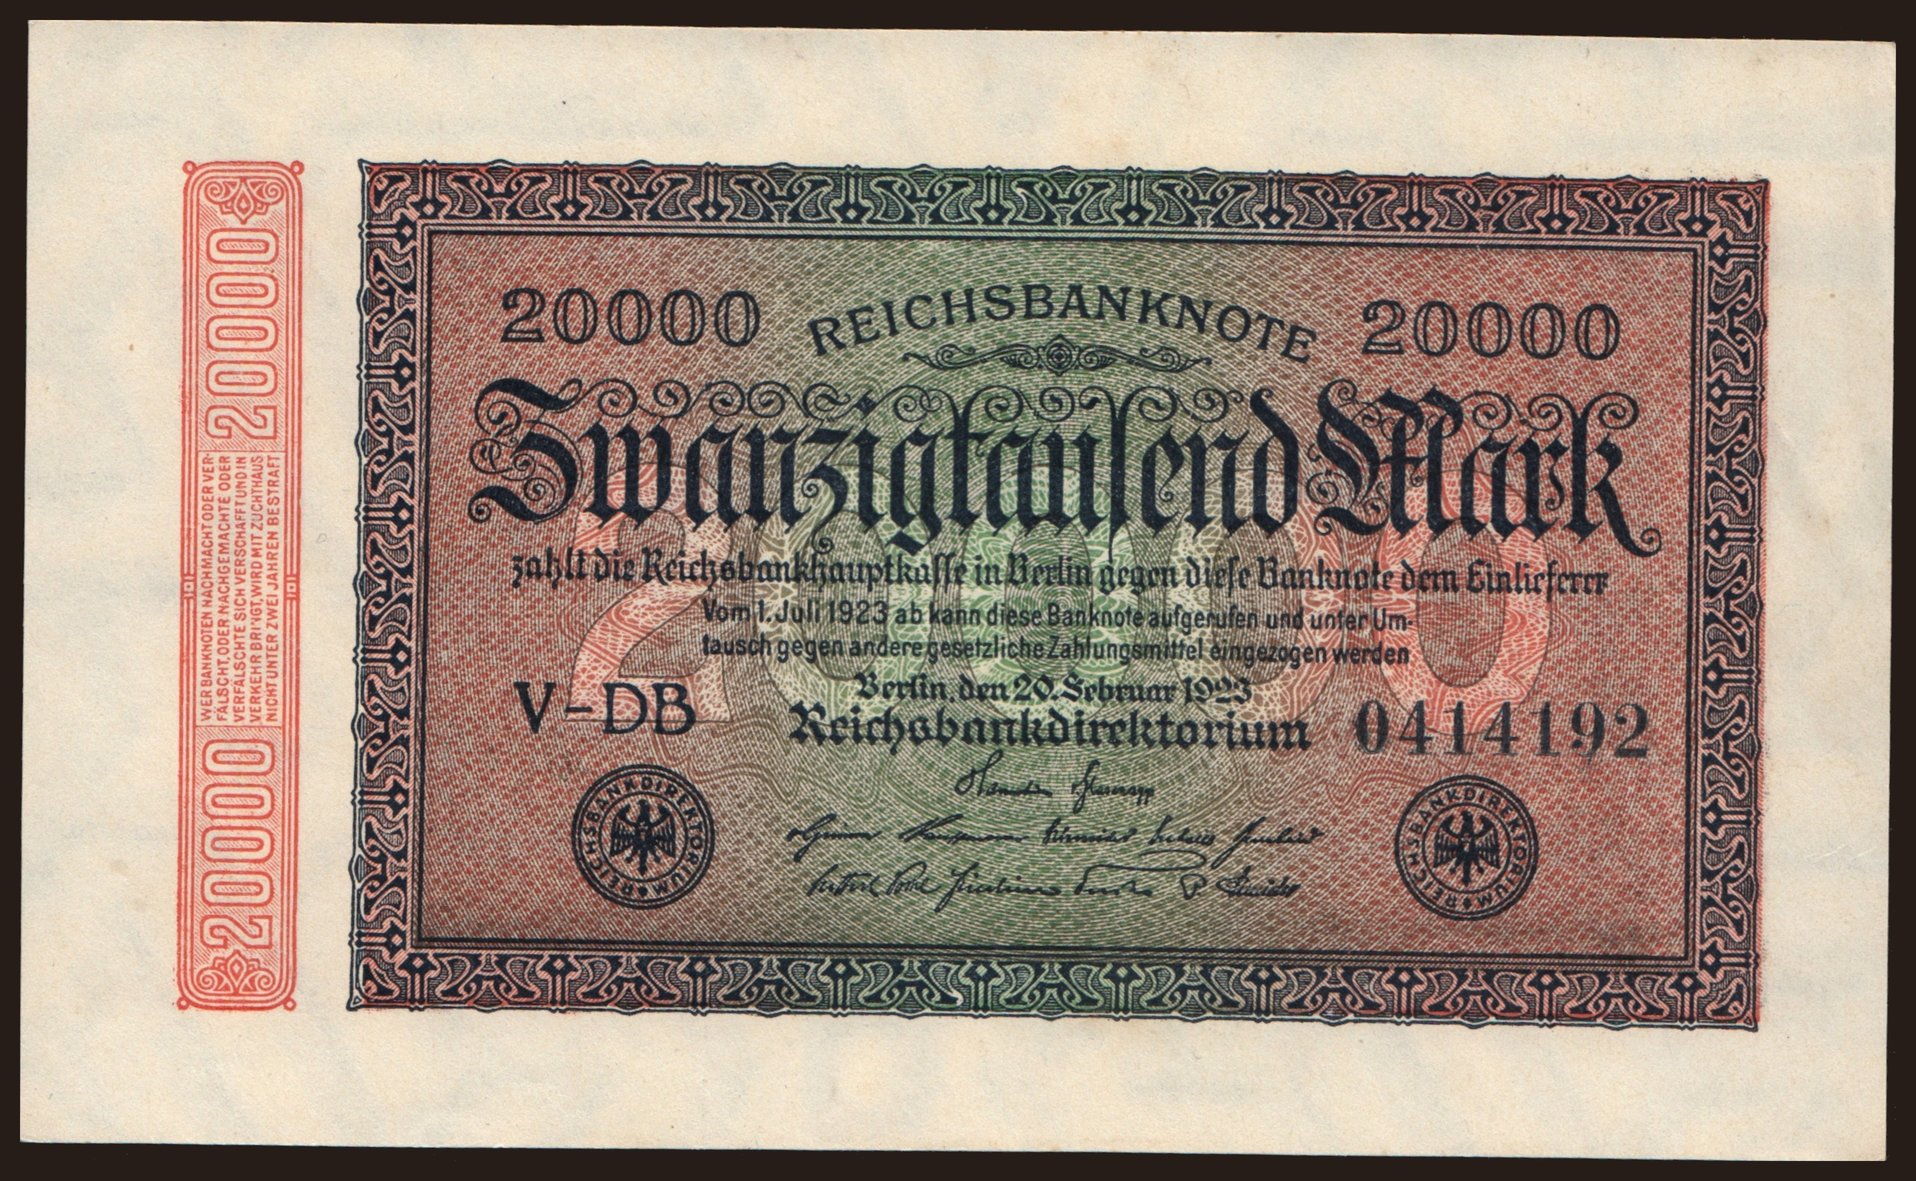 20000
WER BANKNOTEN NACHMACHT ODER VER-
FÄLSCHT, ODER NACHGEMACHTE ODER
VERFÄLSCHTE SICH VERSCHAFFT UND IN
VERKEHR BRINGT, WIRD MIT ZUCHTHAUS
NICHT UNTER ZWEI JAHREN BESTRAFT
20000
20000 REICHSBANKNOTE 20000
Zwanzigtausend Mark
20000
zahlt die Reichsbankhauptkasse in Berlin gegen diese Banknote dem Einlieferer
Vom 1. Juli 1923 ab kann diese Banknote aufgerufen und unter Um-
tausch gegen andere gesetzliche Zahlungsmittel eingezogen werden
Berlin, den 20. Februar 1923
V-DB Reichsbankdirektorium 0414192
REICHSBANKDIREKTORIUM
REICHSBANKDIREKTORIUM